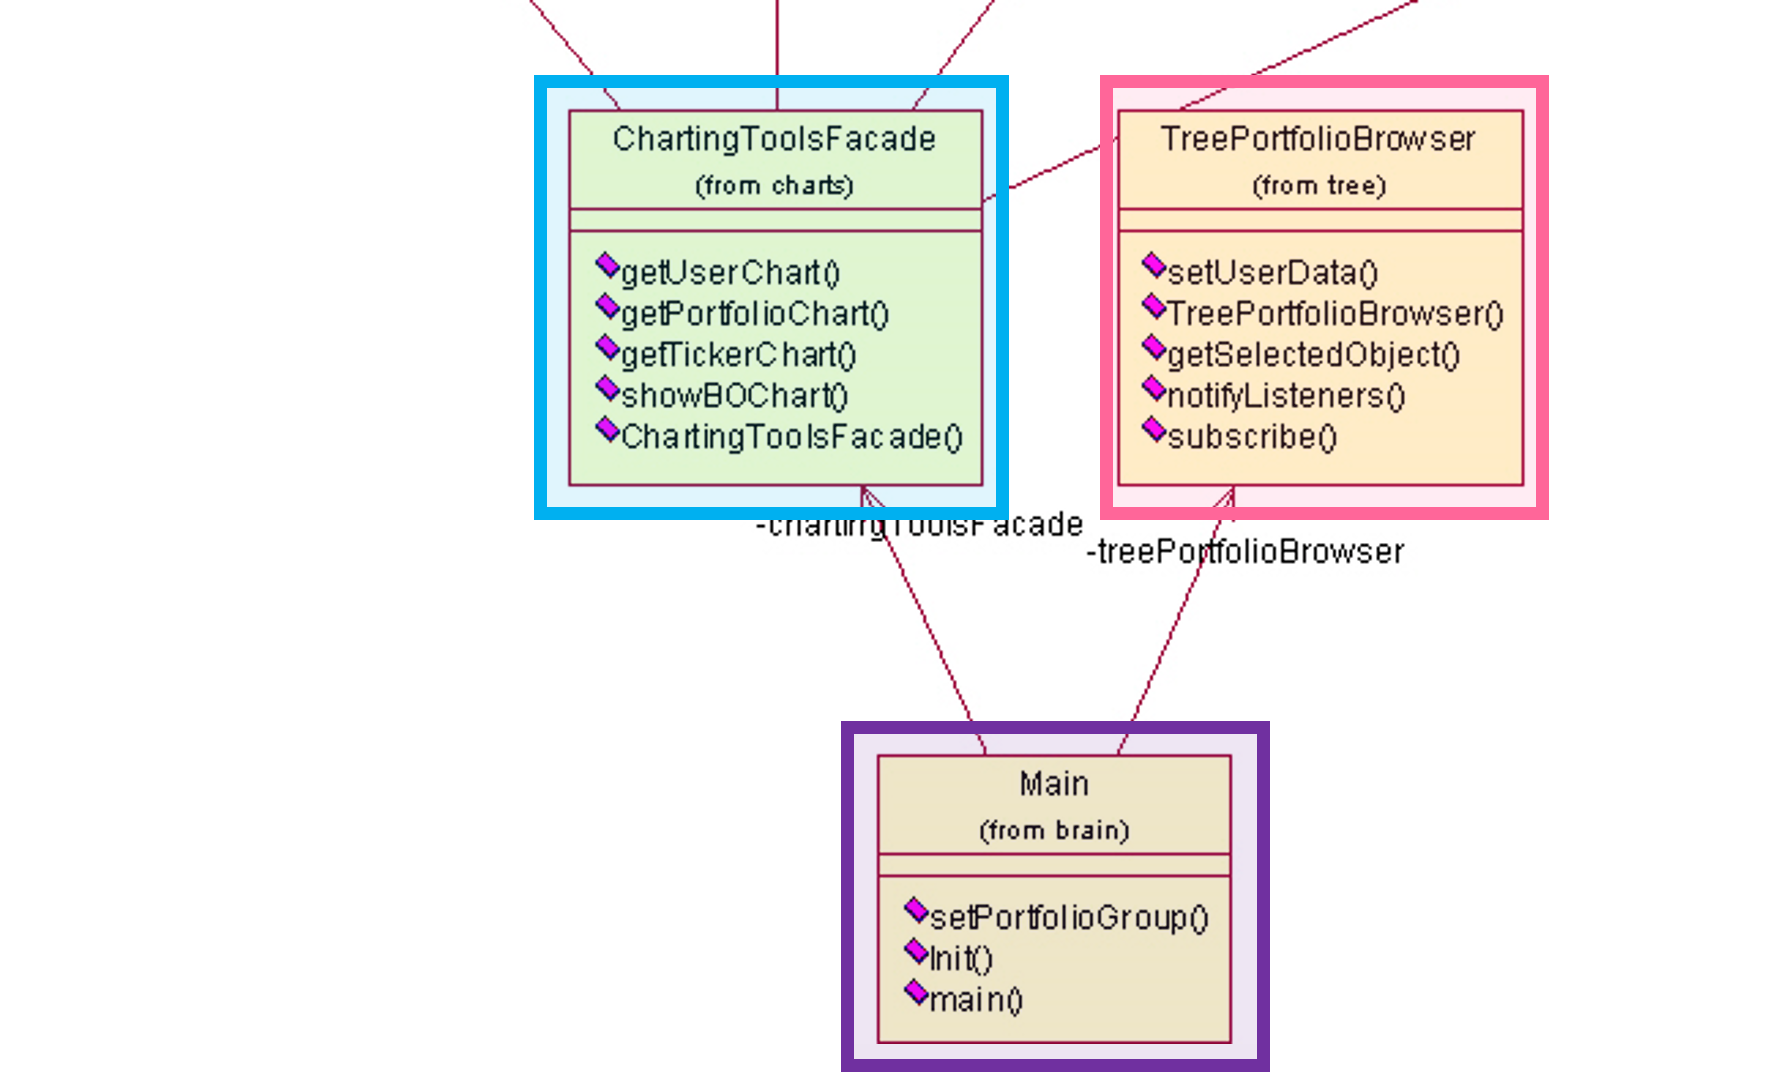 ChartingToolsFacade
(from charts)
getUserChart()
getPortfolioChart()
getTickerChart()
showBOChart()
ChartingToolsFacade()
TreePortfolioBrowser
(from tree)
setUserData()
TreePortfolioBrowser()
getSelectedObject()
notifyListeners()
subscribe()
-chartingToolsFacade
-treePortfolioBrowser
Main
(from brain)
setPortfolioGroup()
Init()
main()